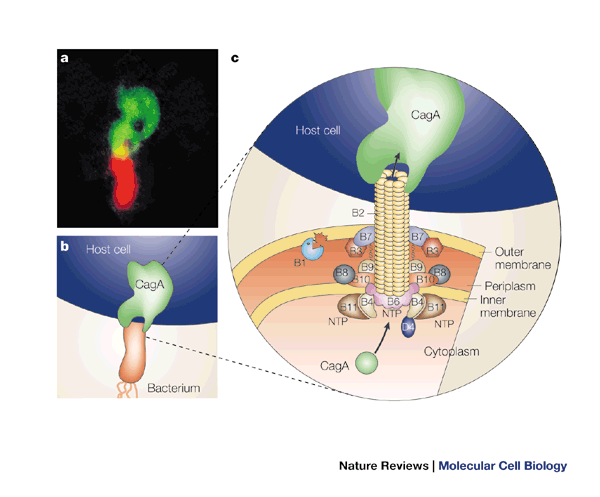 a
b
Host cell
CagA
Bacterium
c
CagA
Host cell
B2
B7
B7
B3
B3
B1
B9
B9
B8
B8
B10
B10
B4
B6
B4
B11
B11
NTP
NTP
NTP
D4
CagA
Cytoplasm
Outer
membrane
Periplasm
Inner
membrane
Nature Reviews | Molecular Cell Biology